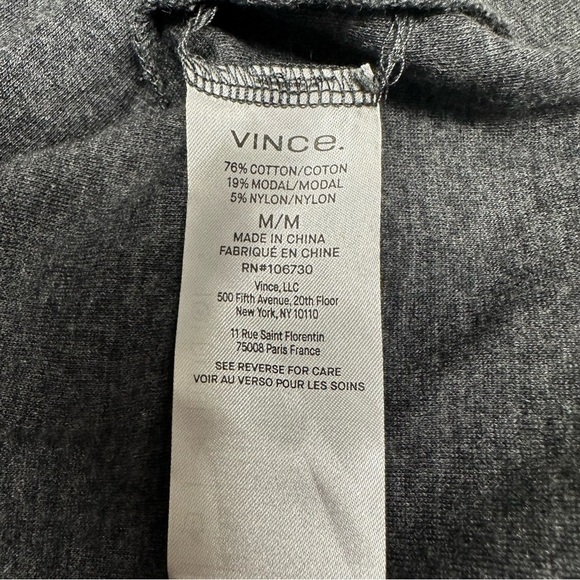 VINCe.
76% COTTON/COTON
19% MODAL/MODAL
5% NYLON/NYLON
M/M
MADE IN CHINA
FABRIQUÉ EN CHINE
RN#106730
Vince, LLC
500 Fifth Avenue, 20th Floor
New York, NY 10110
11 Rue Saint Florentin
75008 Paris France
SEE REVERSE FOR CARE
VOIR AU VERSO POUR LES SOINS